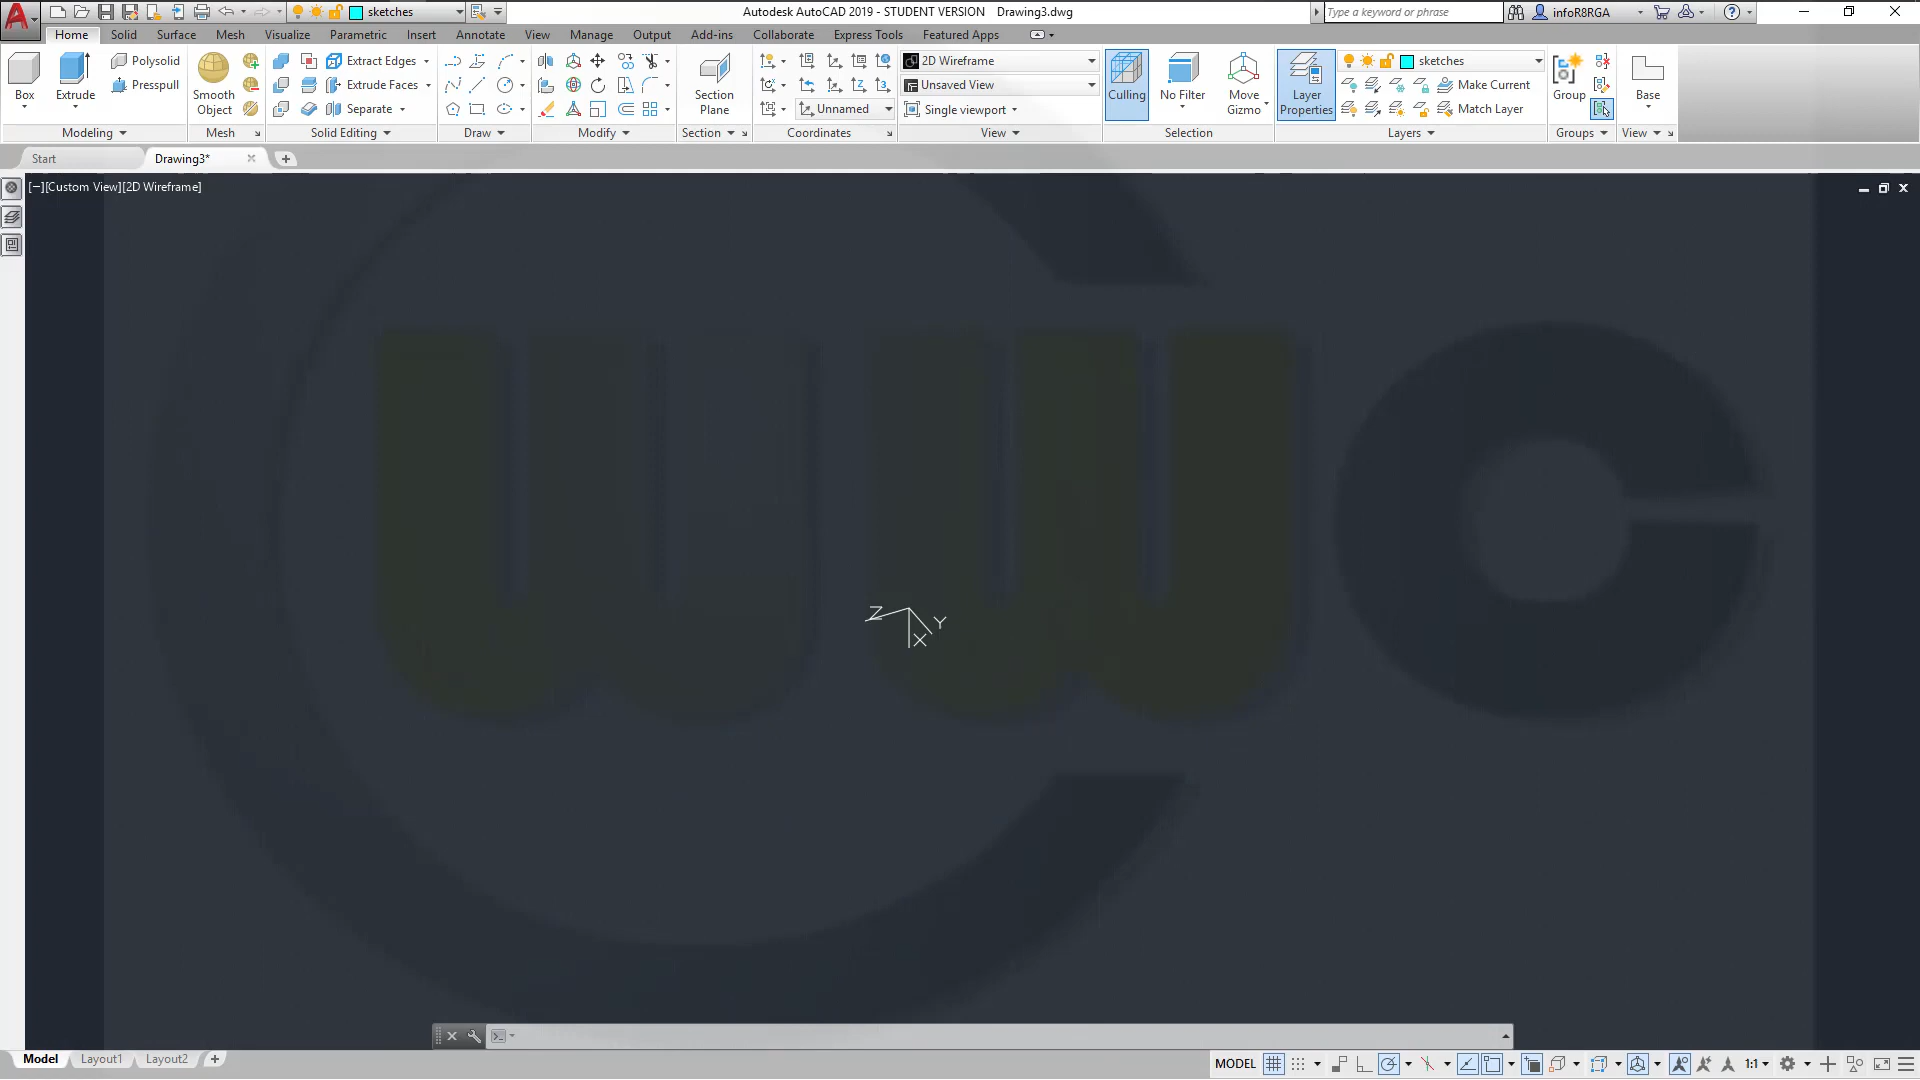 sketches
Autodesk AutoCAD 2019 - STUDENT VERSION Drawing3.dwg
Type a keyword or phrase
infoR8RGA
Home Solid Surface Mesh Visualize Parametric Insert Annotate View Manage Output Add-ins Collaborate Express Tools Featured Apps
Box
Extrude
Polysolid
Presspull
Smooth Object
Extract Edges
Extrude Faces
Separate
Section Plane
Unnamed
2D Wireframe
Unsaved View
Single viewport
Culling
No Filter
Move Gizmo
Layer Properties
sketches
Make Current
Match Layer
Group
Base
Modeling Mesh Solid Editing Draw Modify Section Coordinates View Selection Layers Groups View
Start Drawing3*
[−][Custom View][2D Wireframe]
wwc
Z
Y
X
Model Layout1 Layout2
MODEL
1:1